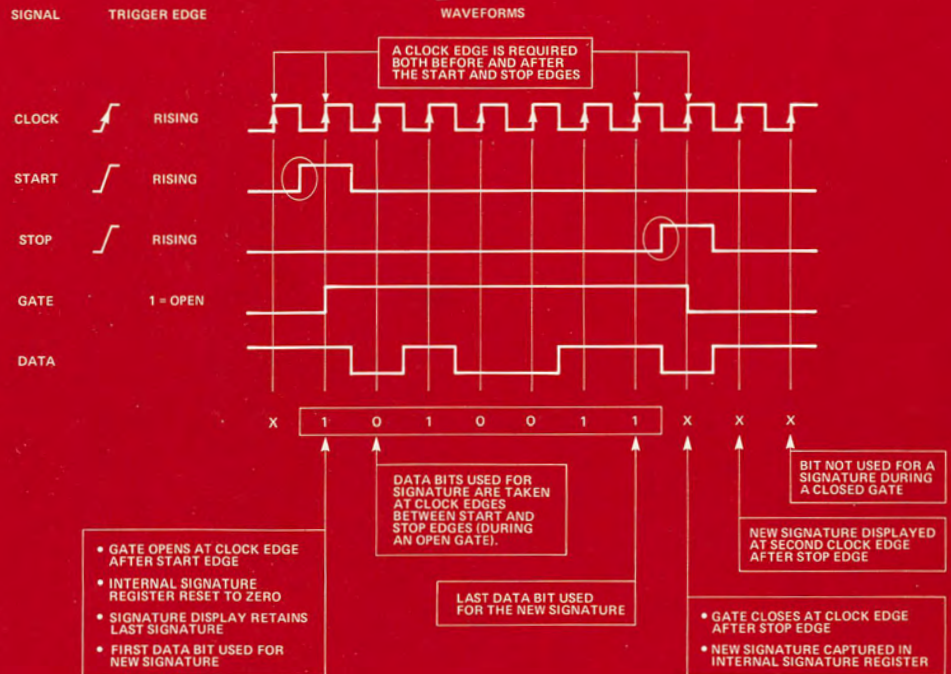 SIGNAL TRIGGER EDGE WAVEFORMS
A CLOCK EDGE IS REQUIRED
BOTH BEFORE AND AFTER
THE START AND STOP EDGES
CLOCK RISING
START RISING
STOP RISING
GATE 1 = OPEN
DATA
X 1 0 1 0 0 1 1 X X X
DATA BITS USED FOR
SIGNATURE ARE TAKEN
AT CLOCK EDGES
BETWEEN START AND
STOP EDGES (DURING
AN OPEN GATE).
BIT NOT USED FOR A
SIGNATURE DURING
A CLOSED GATE
NEW SIGNATURE DISPLAYED
AT SECOND CLOCK EDGE
AFTER STOP EDGE
LAST DATA BIT USED
FOR THE NEW SIGNATURE
• GATE OPENS AT CLOCK EDGE
AFTER START EDGE
• INTERNAL SIGNATURE
REGISTER RESET TO ZERO
• SIGNATURE DISPLAY RETAINS
LAST SIGNATURE
• FIRST DATA BIT USED FOR
NEW SIGNATURE
• GATE CLOSES AT CLOCK EDGE
AFTER STOP EDGE
• NEW SIGNATURE CAPTURED IN
INTERNAL SIGNATURE REGISTER